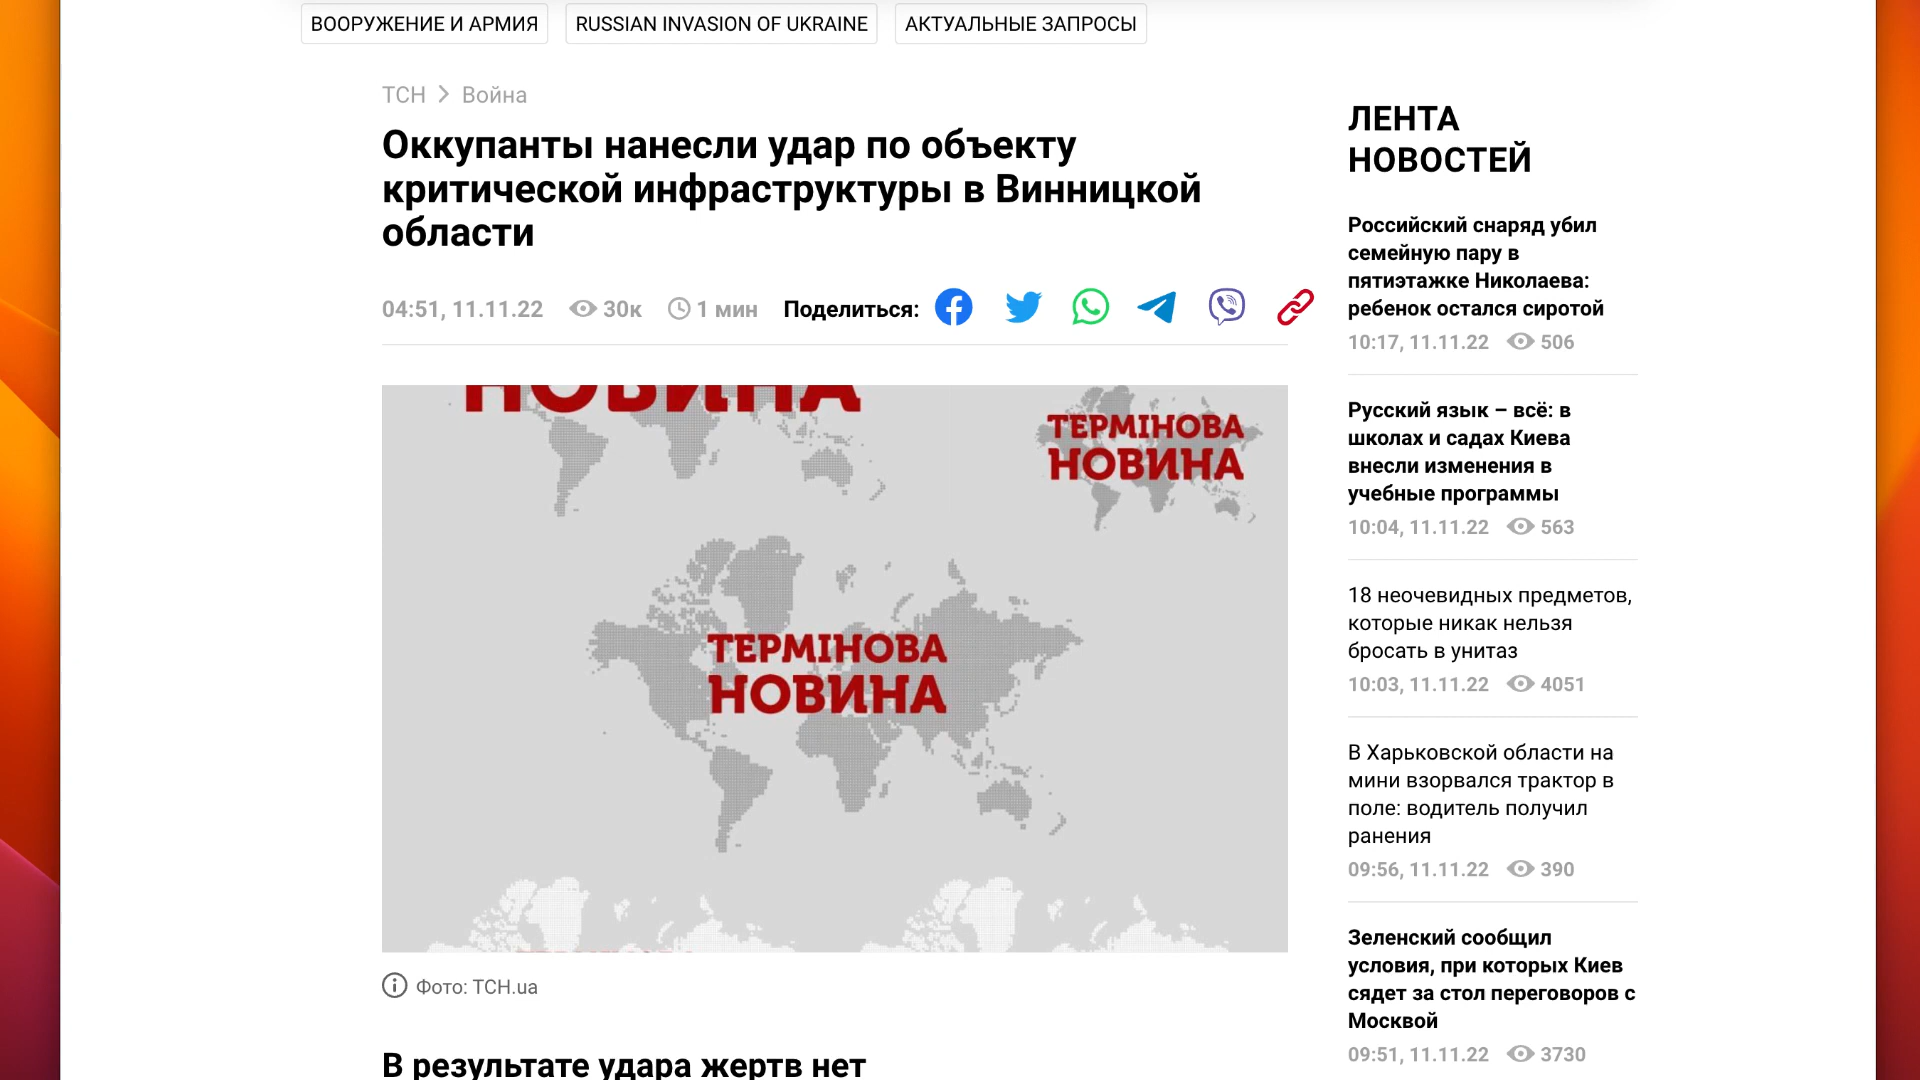 ВООРУЖЕНИЕ И АРМИЯ
RUSSIAN INVASION OF UKRAINE
АКТУАЛЬНЫЕ ЗАПРОСЫ
ТСН > Война
Оккупанты нанесли удар по объекту
критической инфраструктуры в Винницкой
области
04:51, 11.11.22 30к 1 мин Поделиться:
НОВИНА
ТЕРМІНОВА
НОВИНА
ТЕРМІНОВА
НОВИНА
Фото: ТСН.ua
В результате удара жертв нет
ЛЕНТА
НОВОСТЕЙ
Российский снаряд убил
семейную пару в
пятиэтажке Николаева:
ребенок остался сиротой
10:17, 11.11.22 506
Русский язык – всё: в
школах и садах Киева
внесли изменения в
учебные программы
10:04, 11.11.22 563
18 неочевидных предметов,
которые никак нельзя
бросать в унитаз
10:03, 11.11.22 4051
В Харьковской области на
мини взорвался трактор в
поле: водитель получил
ранения
09:56, 11.11.22 390
Зеленский сообщил
условия, при которых Киев
сядет за стол переговоров с
Москвой
09:51, 11.11.22 3730